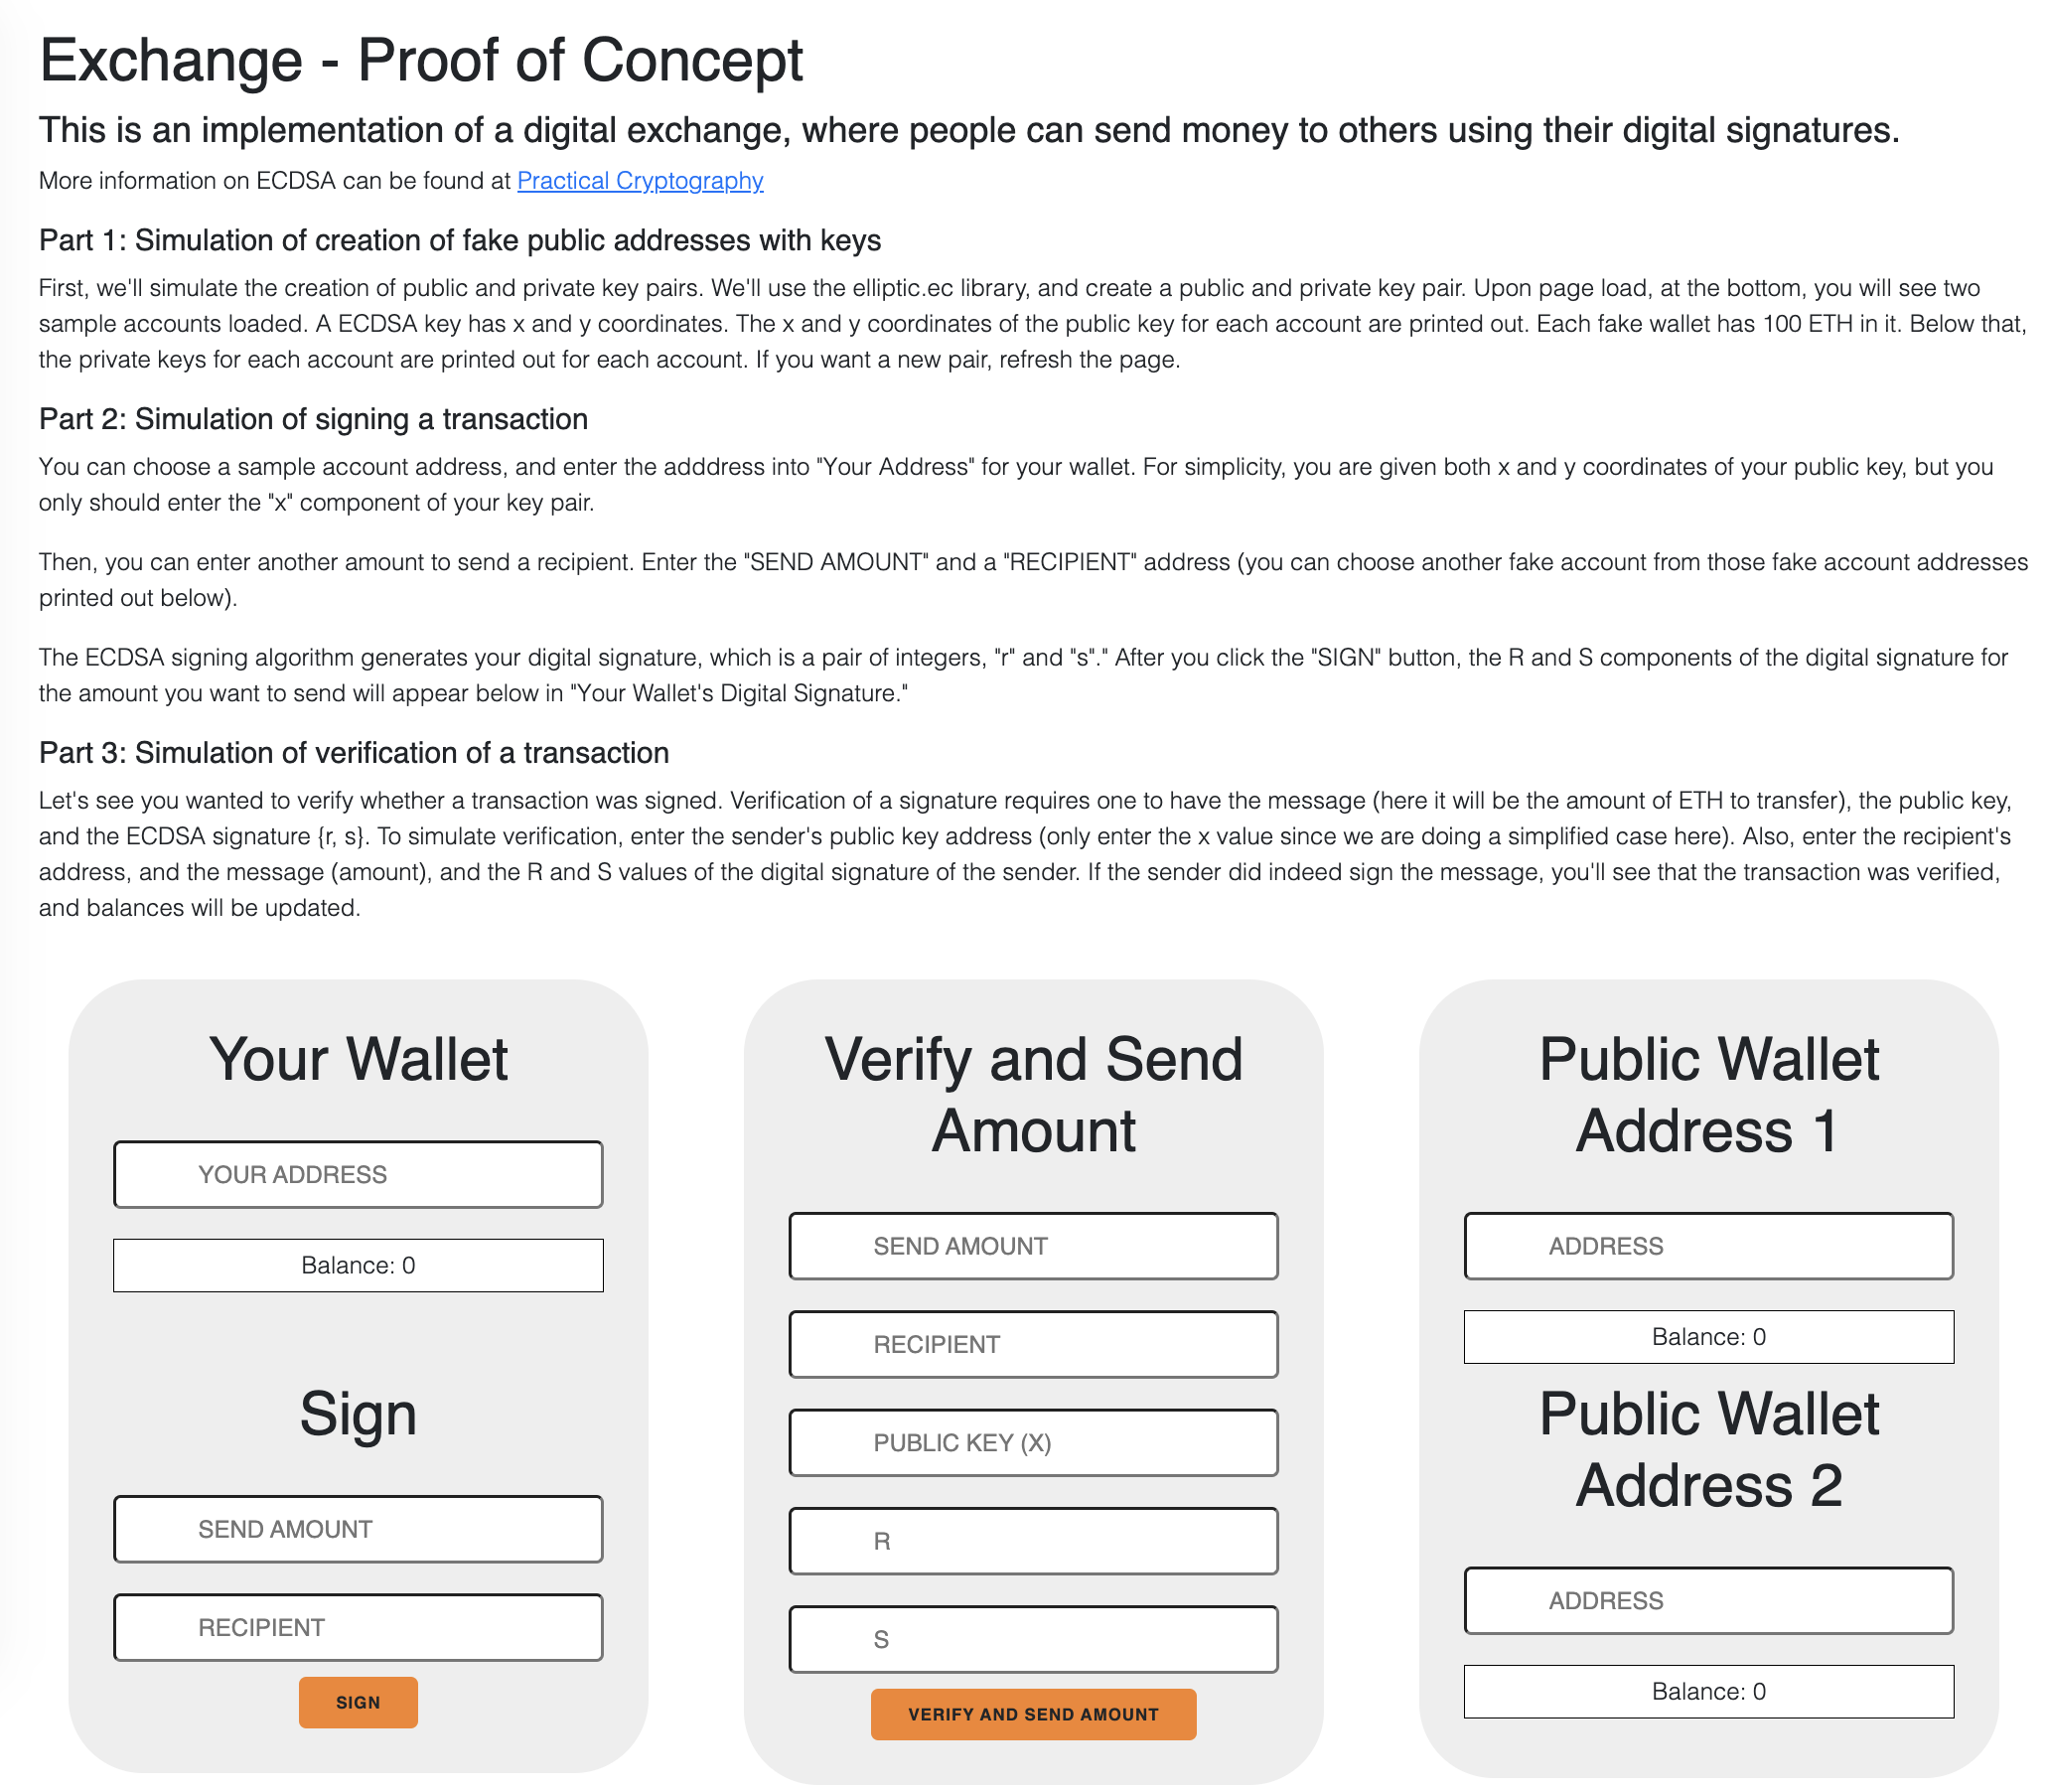 Exchange - Proof of Concept
This is an implementation of a digital exchange, where people can send money to others using their digital signatures.
More information on ECDSA can be found at Practical Cryptography
Part 1: Simulation of creation of fake public addresses with keys
First, we'll simulate the creation of public and private key pairs. We'll use the elliptic.ec library, and create a public and private key pair. Upon page load, at the bottom, you will see two
sample accounts loaded. A ECDSA key has x and y coordinates. The x and y coordinates of the public key for each account are printed out. Each fake wallet has 100 ETH in it. Below that,
the private keys for each account are printed out for each account. If you want a new pair, refresh the page.
Part 2: Simulation of signing a transaction
You can choose a sample account address, and enter the adddress into "Your Address" for your wallet. For simplicity, you are given both x and y coordinates of your public key, but you
only should enter the "x" component of your key pair.
Then, you can enter another amount to send a recipient. Enter the "SEND AMOUNT" and a "RECIPIENT" address (you can choose another fake account from those fake account addresses
printed out below).
The ECDSA signing algorithm generates your digital signature, which is a pair of integers, "r" and "s"." After you click the "SIGN" button, the R and S components of the digital signature for
the amount you want to send will appear below in "Your Wallet's Digital Signature."
Part 3: Simulation of verification of a transaction
Let's see you wanted to verify whether a transaction was signed. Verification of a signature requires one to have the message (here it will be the amount of ETH to transfer), the public key,
and the ECDSA signature {r, s}. To simulate verification, enter the sender's public key address (only enter the x value since we are doing a simplified case here). Also, enter the recipient's
address, and the message (amount), and the R and S values of the digital signature of the sender. If the sender did indeed sign the message, you'll see that the transaction was verified,
and balances will be updated.
Your Wallet
YOUR ADDRESS
Balance: 0
Sign
SEND AMOUNT
RECIPIENT
SIGN
Verify and Send
Amount
SEND AMOUNT
RECIPIENT
PUBLIC KEY (X)
R
S
VERIFY AND SEND AMOUNT
Public Wallet
Address 1
ADDRESS
Balance: 0
Public Wallet
Address 2
ADDRESS
Balance: 0